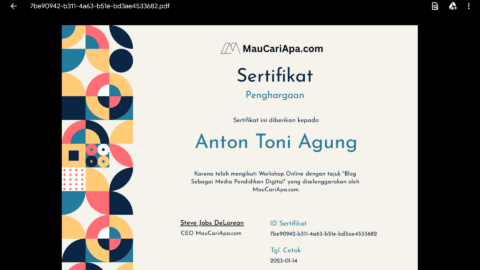 7be90942-b311-4a63-b51e-bd3ae4533682.pdf
MauCariApa.com
Sertifikat
Penghargaan
Sertifikat ini diberikan kepada
Anton Toni Agung
Karena telah mengikuti Workshop Online dengan tajuk "Blog
Sebagai Media Pendidikan Digital" yang diselenggarakan oleh
MauCariApa.com
Steve Jabs DeLorean
CEO MauCariApa.com
ID Sertifikat
7be90942-b311-4a63-b51e-bd3ae4533682
Tgl. Cetak
2023-01-14